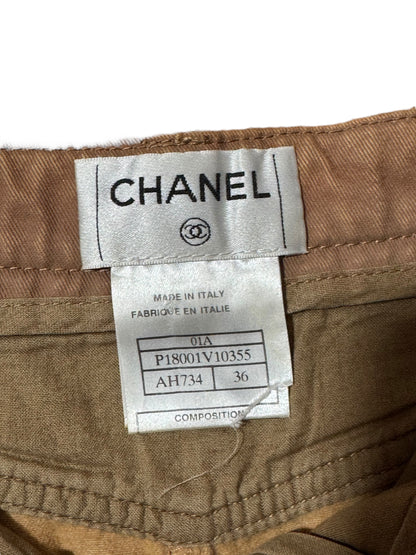 CHANEL
MADE IN ITALY
FABRIQUE EN ITALIE
01A
P18001V10355
AH734 36
COMPOSITION